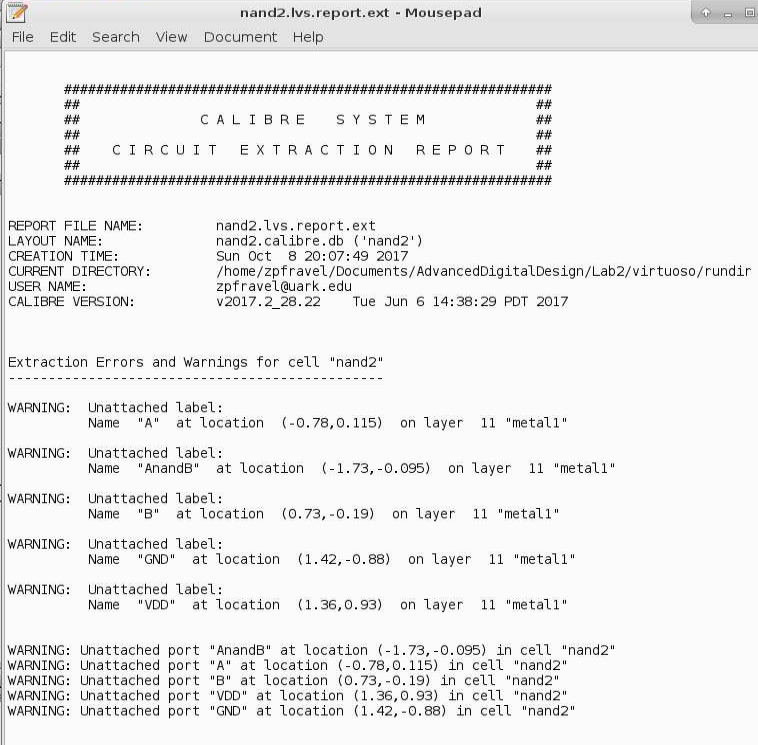 nand2.lvs.report.ext - Mousepad
File Edit Search View Document Help
##########################################################
## ##
## C A L I B R E S Y S T E M ##
## ##
## C I R C U I T E X T R A C T I O N R E P O R T ##
## ##
##########################################################
REPORT FILE NAME: nand2.lvs.report.ext
LAYOUT NAME: nand2.calibre.db ('nand2')
CREATION TIME: Sun Oct 8 20:07:49 2017
CURRENT DIRECTORY: /home/zpfravel/Documents/AdvancedDigitalDesign/Lab2/virtuoso/rundir
USER NAME: zpfravel@uark.edu
CALIBRE VERSION: v2017.2_28.22 Tue Jun 6 14:38:29 PDT 2017
Extraction Errors and Warnings for cell "nand2"
-----------------------------------------------
WARNING: Unattached label:
Name "A" at location (-0.78,0.115) on layer 11 "metal1"
WARNING: Unattached label:
Name "AnandB" at location (-1.73,-0.095) on layer 11 "metal1"
WARNING: Unattached label:
Name "B" at location (0.73,-0.19) on layer 11 "metal1"
WARNING: Unattached label:
Name "GND" at location (1.42,-0.88) on layer 11 "metal1"
WARNING: Unattached label:
Name "VDD" at location (1.36,0.93) on layer 11 "metal1"
WARNING: Unattached port "AnandB" at location (-1.73,-0.095) in cell "nand2"
WARNING: Unattached port "A" at location (-0.78,0.115) in cell "nand2"
WARNING: Unattached port "B" at location (0.73,-0.19) in cell "nand2"
WARNING: Unattached port "VDD" at location (1.36,0.93) in cell "nand2"
WARNING: Unattached port "GND" at location (1.42,-0.88) in cell "nand2"